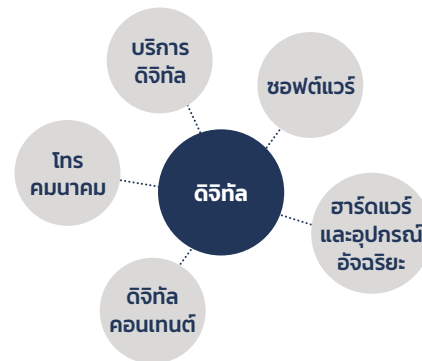 บริการ
ดิจิทัล
ซอฟต์แวร์
โทร
คมนาคม
ดิจิทัล
ฮาร์ดแวร์
และอุปกรณ์
อัจฉริยะ
ดิจิทัล
คอนเทนต์